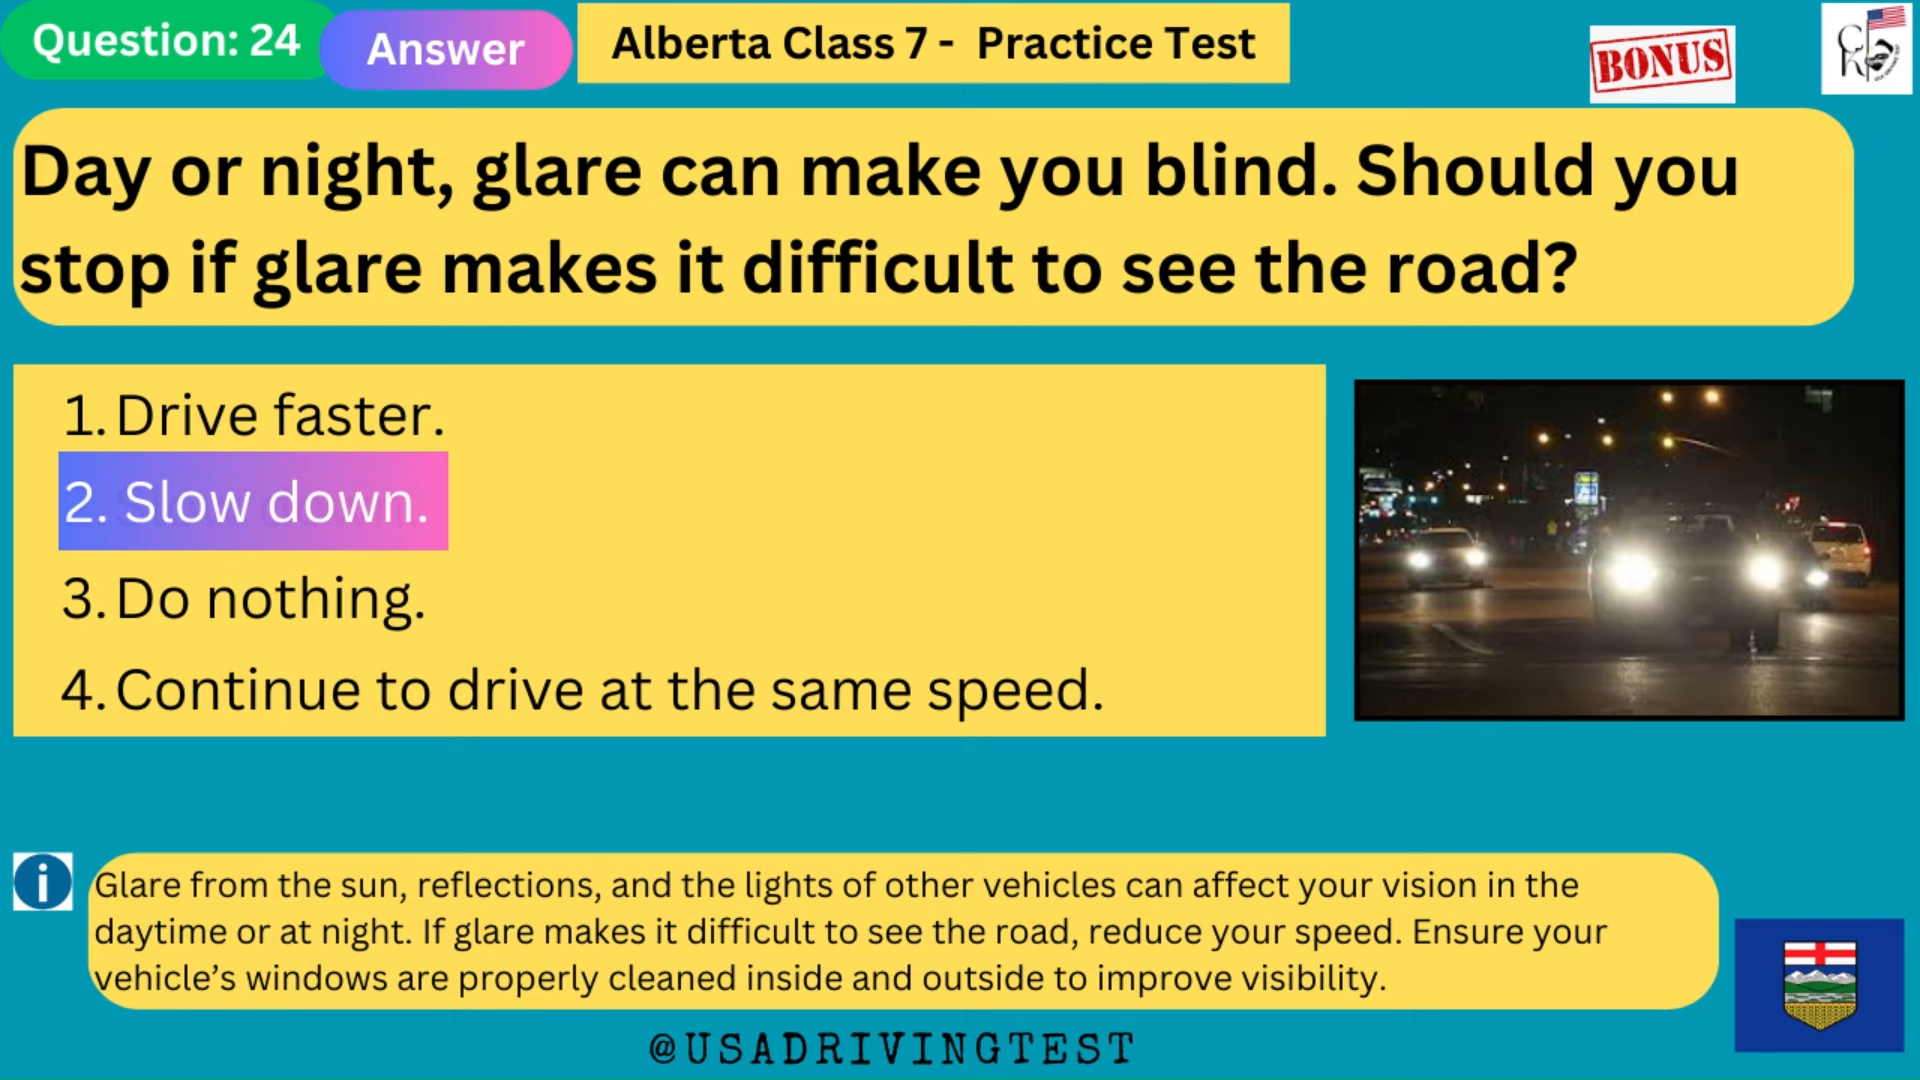 Question: 24
Answer
Alberta Class 7 - Practice Test
BONUS
Day or night, glare can make you blind. Should you
stop if glare makes it difficult to see the road?
1. Drive faster.
2. Slow down.
3. Do nothing.
4. Continue to drive at the same speed.
i
Glare from the sun, reflections, and the lights of other vehicles can affect your vision in the
daytime or at night. If glare makes it difficult to see the road, reduce your speed. Ensure your
vehicle’s windows are properly cleaned inside and outside to improve visibility.
@USADRIVINGTEST